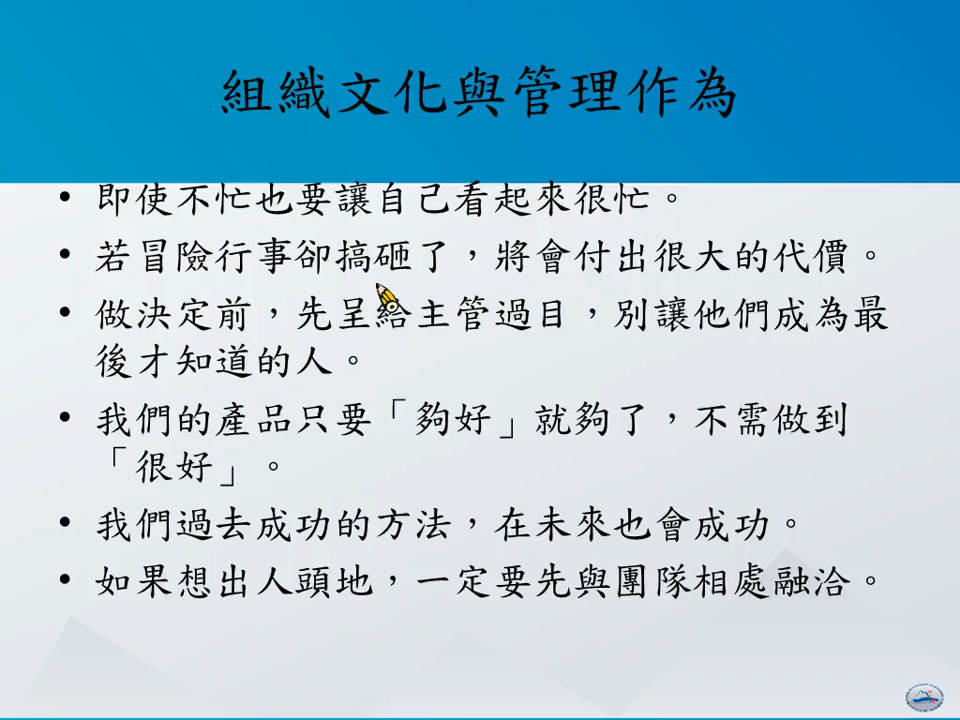 組織文化與管理作為
• 即使不忙也要讓自己看起來很忙。
• 若冒險行事卻搞砸了，將會付出很大的代價。
• 做決定前，先呈給主管過目，別讓他們成為最
後才知道的人。
• 我們的產品只要「夠好」就夠了，不需做到
「很好」。
• 我們過去成功的方法，在未來也會成功。
• 如果想出人頭地，一定要先與團隊相處融洽。